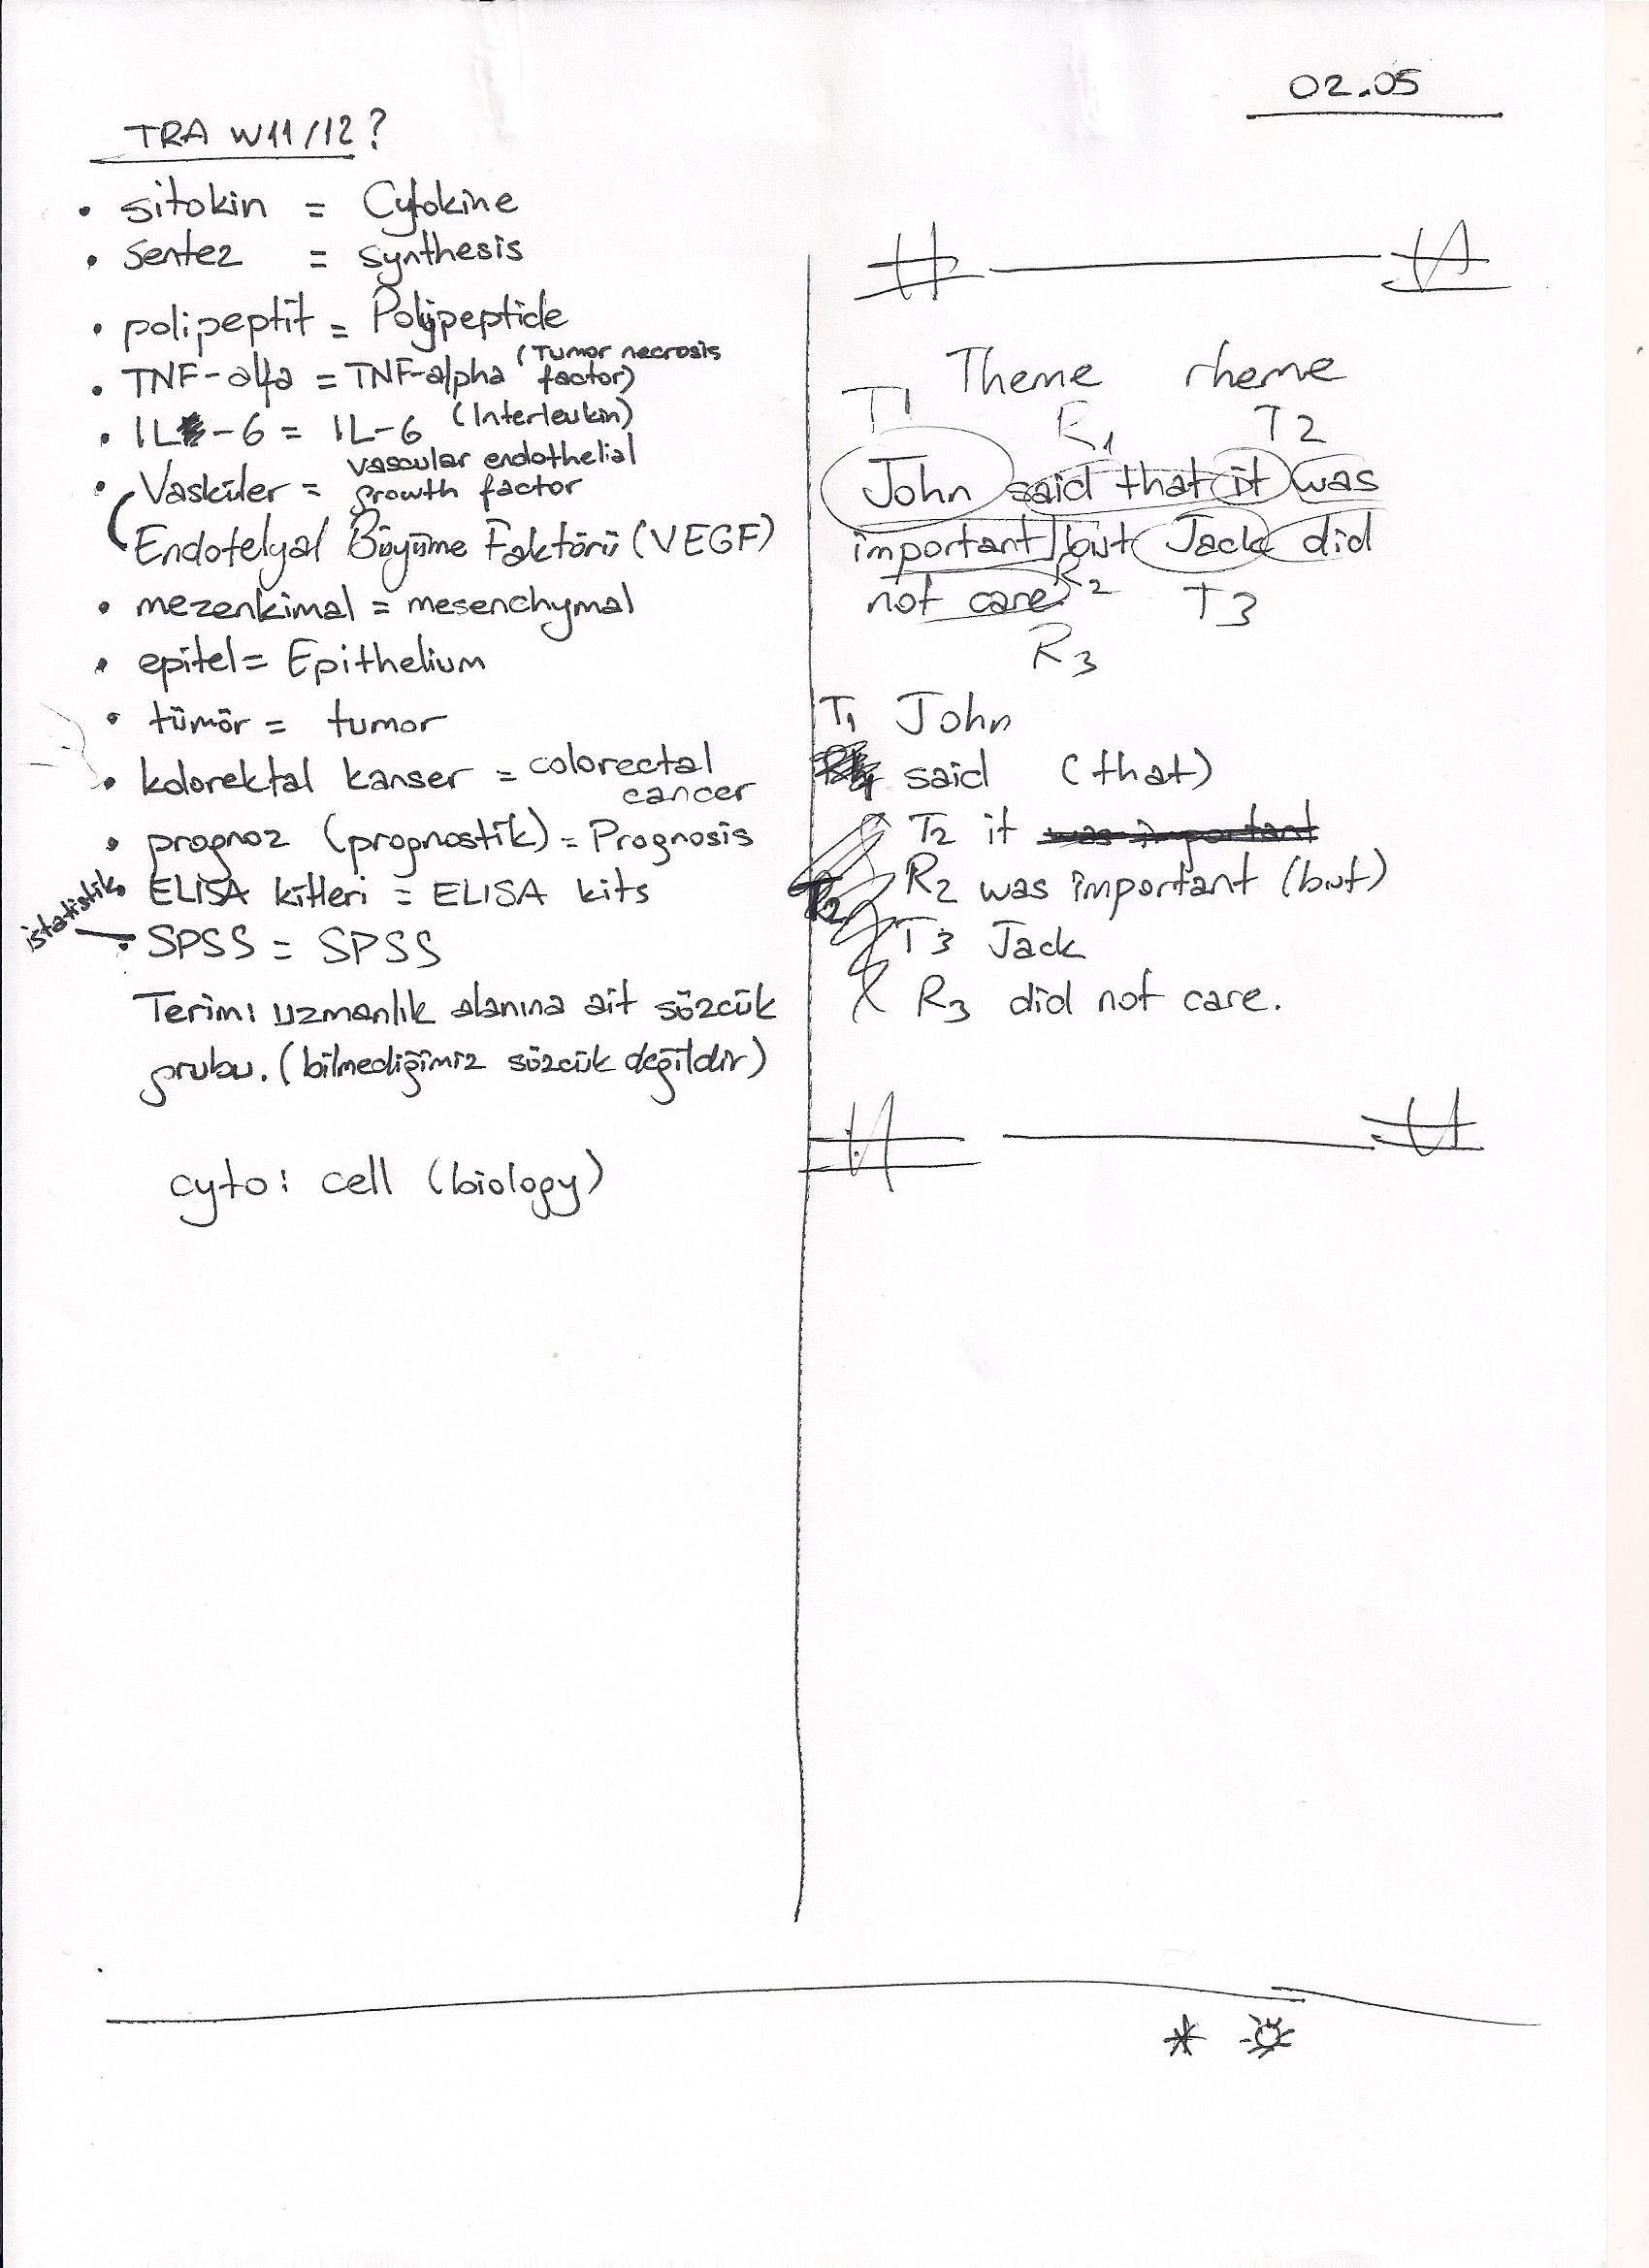 02.05
TRA W11/12?
• sitokin = Cytokine
• Sentez = synthesis
• polipeptit = Polypeptide
• TNF-alfa = TNF-alpha (Tumor necrosis
factor)
• IL-6 = IL-6 (Interleukin)
• Vasküler = vascular endothelial
growth factor
Endotelyal Büyüme Faktörü (VEGF)
• mezenkimal = mesenchymal
• epitel = Epithelium
• tümör = tumor
• kolorektal kanser = colorectal
cancer
• prognoz (prognostik) = Prognosis
• ELISA kitleri = ELISA kits
istatistik
• SPSS = SPSS
Terim: uzmanlık alanına ait sözcük
grubu. (bilmediğimiz sözcük değildir)
cyto: cell (biology)
Theme rheme
T1 R1 T2
John said that it was
important but Jack did
not care. R2 T3
R3
T1 John
said (that)
T2 it was important
R2 was important (but)
T3 Jack
R3 did not care.